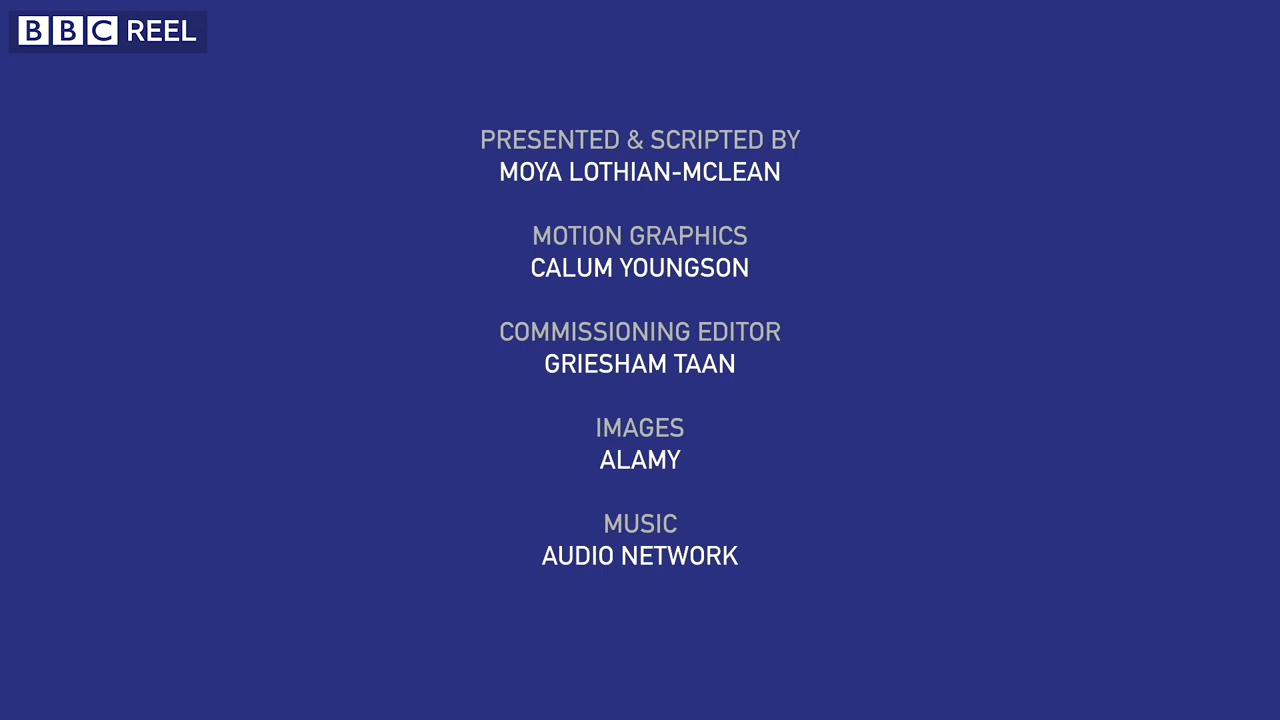 BBC REEL
PRESENTED & SCRIPTED BY
MOYA LOTHIAN-MCLEAN
MOTION GRAPHICS
CALUM YOUNGSON
COMMISSIONING EDITOR
GRIESHAM TAAN
IMAGES
ALAMY
MUSIC
AUDIO NETWORK